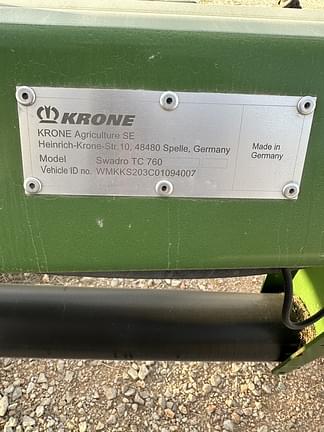 KRONE
KRONE Agriculture SE
Heinrich-Krone-Str.10, 48480 Spelle, Germany
Model Swadro TC 760
Vehicle ID no. WMKKS203C01094007
Made in
Germany